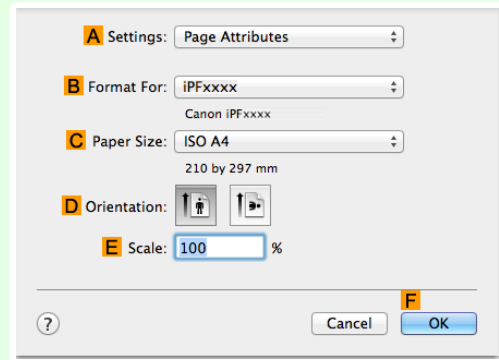 A Settings: Page Attributes
B Format For: iPFxxxx
Canon iPFxxxx
C Paper Size: ISO A4
210 by 297 mm
D Orientation:
E Scale: 100 %
F
? Cancel OK